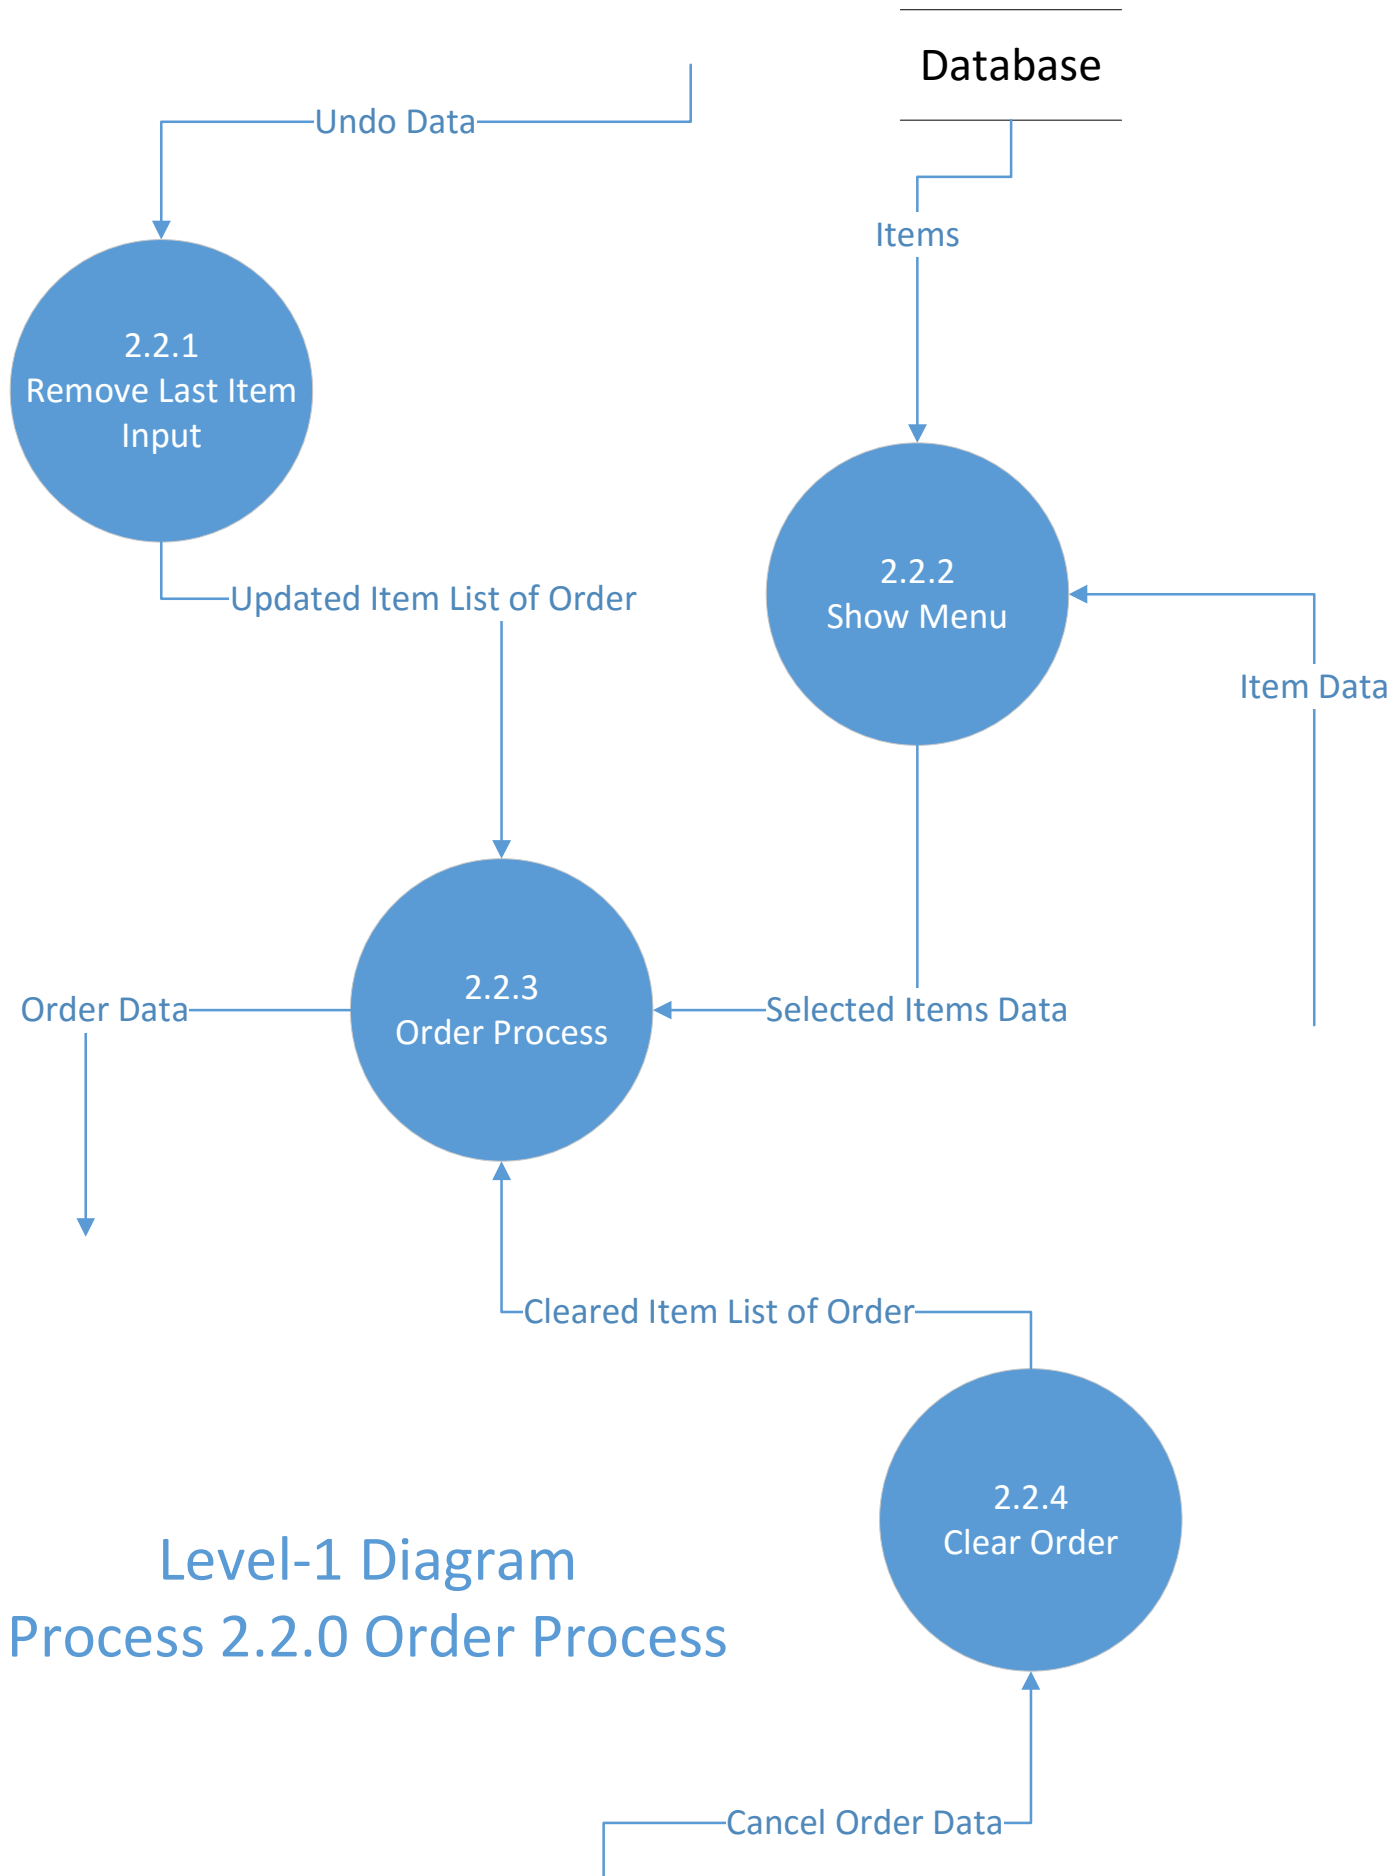 Database
Undo Data
Items
2.2.1
Remove Last Item
Input
2.2.2
Show Menu
Updated Item List of Order
Item Data
2.2.3
Order Process
Order Data
Selected Items Data
Cleared Item List of Order
2.2.4
Clear Order
Level-1 Diagram
Process 2.2.0 Order Process
Cancel Order Data